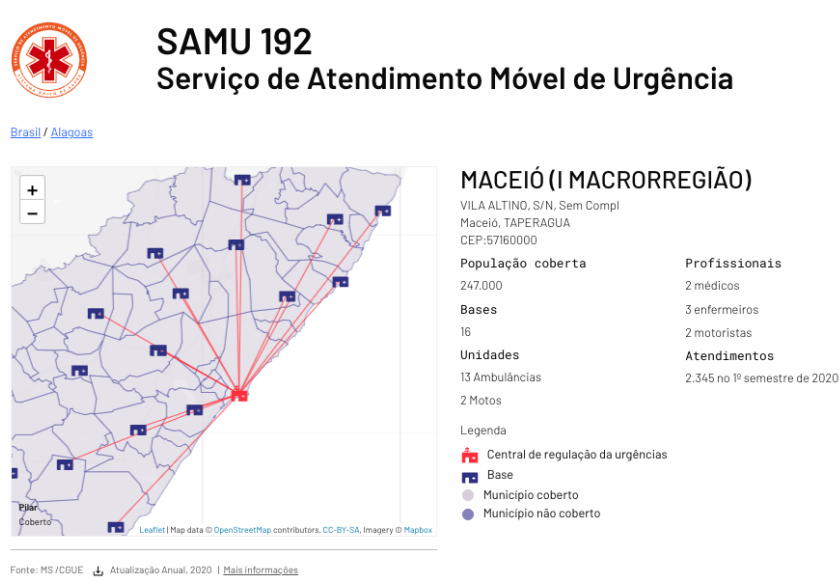 SAMU 192
Serviço de Atendimento Móvel de Urgência
Brasil / Alagoas
+
−
Pilar
Coberto
Leaflet | Map data © OpenStreetMap contributors, CC-BY-SA, Imagery © Mapbox
MACEIÓ (I MACRORREGIÃO)
VILA ALTINO, S/N, Sem Compl
Maceió, TAPERAGUA
CEP:57160000
População coberta
247.000
Bases
16
Unidades
13 Ambulâncias
2 Motos
Profissionais
2 médicos
3 enfermeiros
2 motoristas
Atendimentos
2.345 no 1º semestre de 2020
Legenda
Central de regulação da urgências
Base
Município coberto
Município não coberto
Fonte: MS /CGUE Atualização Anual, 2020 | Mais informações